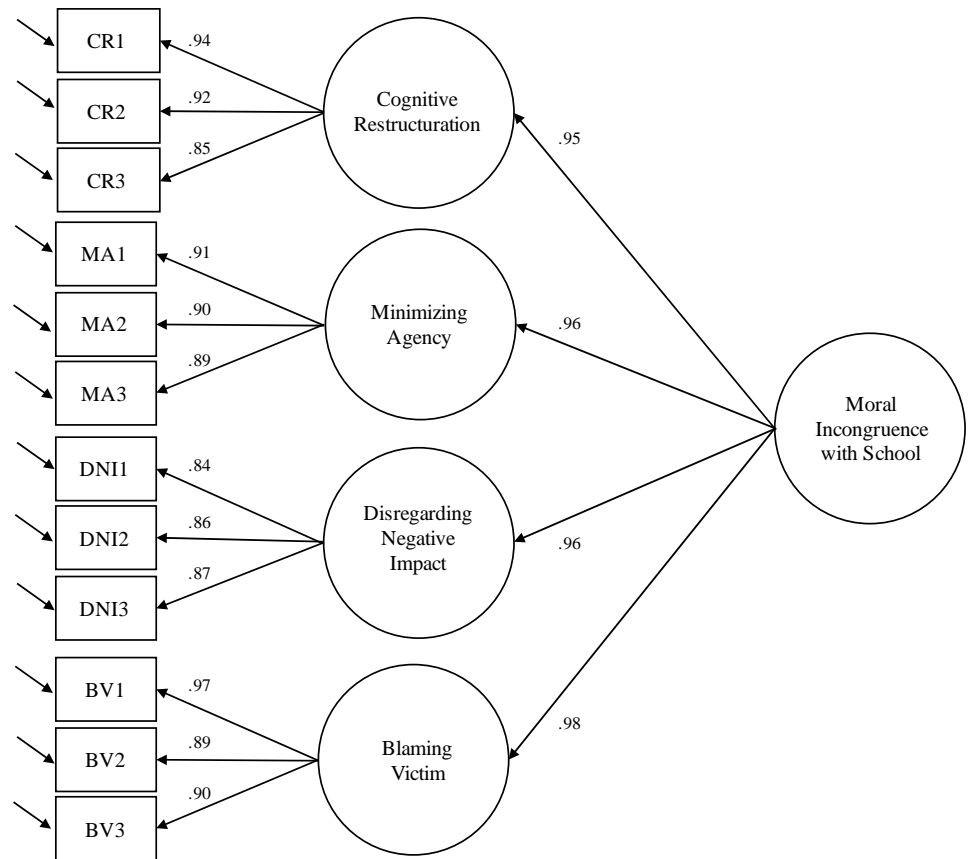 CR1
.94
CR2
.92
CR3
.85
Cognitive
Restructuration
.95
MA1
.91
MA2
.90
MA3
.89
Minimizing
Agency
.96
DNI1
.84
DNI2
.86
DNI3
.87
Disregarding
Negative
Impact
.96
BV1
.97
BV2
.89
BV3
.90
Blaming
Victim
.98
Moral
Incongruence
with School